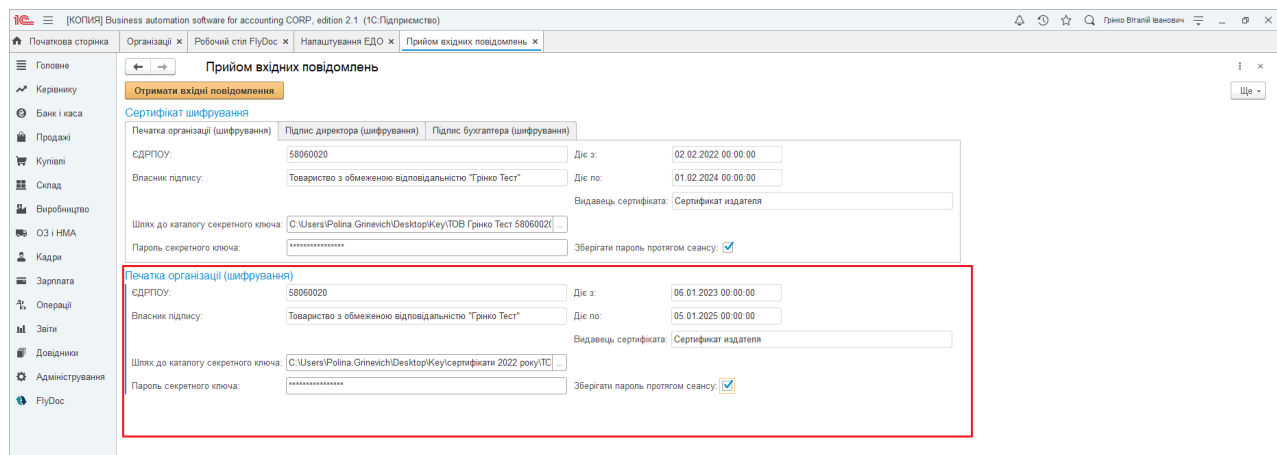 1С [КОПИЯ] Business automation software for accounting CORP, edition 2.1 (1С:Підприємство) Грінко Віталій Іванович
Початкова сторінка Організації × Робочий стіл FlyDoc × Налаштування ЕДО × Прийом вхідних повідомлень ×
Головне
Керівнику
Банк і каса
Продажі
Купівлі
Склад
Виробництво
ОЗ і НМА
Кадри
Зарплата
Операції
Звіти
Довідники
Адміністрування
FlyDoc
Прийом вхідних повідомлень
Отримати вхідні повідомлення Ще
Сертифікат шифрування
Печатка організації (шифрування) Підпис директора (шифрування) Підпис бухгалтера (шифрування)
ЄДРПОУ: 58060020 Діє з: 02.02.2022 00:00:00
Власник підпису: Товариство з обмеженою відповідальністю "Грінко Тест" Діє по: 01.02.2024 00:00:00
Видавець сертифіката: Сертификат издателя
Шлях до каталогу секретного ключа: C:\Users\Polina.Grinevich\Desktop\Key\ТОВ Грінко Тест 58060020 ...
Пароль секретного ключа: *************** Зберігати пароль протягом сеансу:
Печатка організації (шифрування)
ЄДРПОУ: 58060020 Діє з: 06.01.2023 00:00:00
Власник підпису: Товариство з обмеженою відповідальністю "Грінко Тест" Діє по: 05.01.2025 00:00:00
Видавець сертифіката: Сертификат издателя
Шлях до каталогу секретного ключа: C:\Users\Polina.Grinevich\Desktop\Key\сертифікати 2022 року\ТС ...
Пароль секретного ключа: *************** Зберігати пароль протягом сеансу: